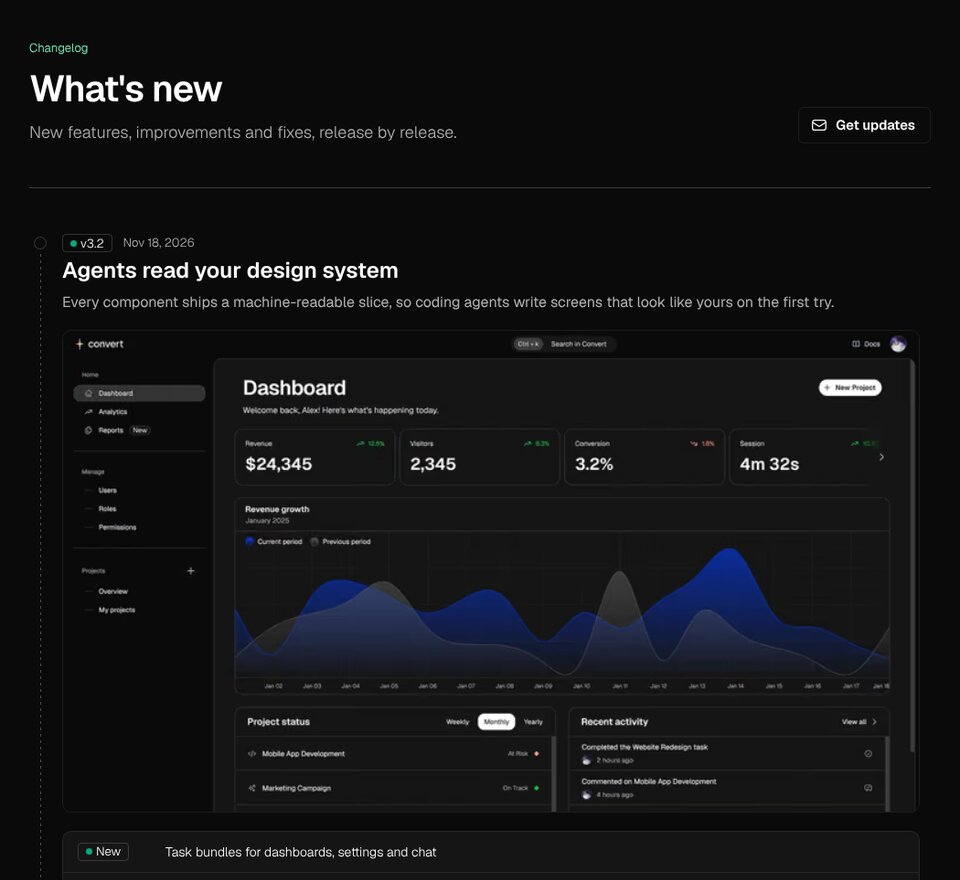 Changelog
What's new
New features, improvements and fixes, release by release.
Get updates
v3.2 Nov 18, 2026
Agents read your design system
Every component ships a machine-readable slice, so coding agents write screens that look like yours on the first try.
convert
Ctrl + k Search in Convert
Docs
Home
Dashboard
Analytics
Reports New
Manage
Users
Roles
Permissions
Projects
Overview
My projects
Dashboard
Welcome back, Alex! Here's what's happening today.
New Project
Revenue 12.5%
$24,345
Visitors 8.3%
2,345
Conversion 1.8%
3.2%
Session
4m 32s
Revenue growth
January 2025
Current period Previous period
Jan 02 Jan 03 Jan 04 Jan 05 Jan 06 Jan 07 Jan 08 Jan 09 Jan 10 Jan 11 Jan 12 Jan 13 Jan 14 Jan 15 Jan 16 Jan 17 Jan 18
Project status
Weekly Monthly Yearly
Mobile App Development At Risk
Marketing Campaign On Track
Recent activity View all
Completed the Website Redesign task
2 hours ago
Commented on Mobile App Development
4 hours ago
New Task bundles for dashboards, settings and chat